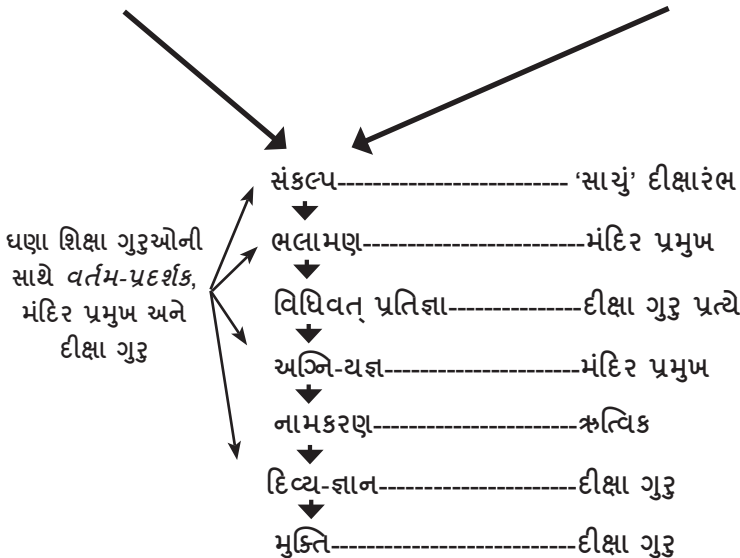 સંકલ્પ---------------------------- ‘સાચું’ દીક્ષારંભ
ઘણા શિક્ષા ગુરુઓની
સાથે વર્તમ-પ્રદર્શક,
મંદિર પ્રમુખ અને
દીક્ષા ગુરુ
ભલામણ---------------------------મંદિર પ્રમુખ
વિધિવત્ પ્રતિજ્ઞા----------------દીક્ષા ગુરુ પ્રત્યે
અગ્નિ-યજ્ઞ-----------------------મંદિર પ્રમુખ
નામકરણ------------------------ઋત્વિક
દિવ્ય-જ્ઞાન-----------------------દીક્ષા ગુરુ
મુક્તિ-----------------------------દીક્ષા ગુરુ